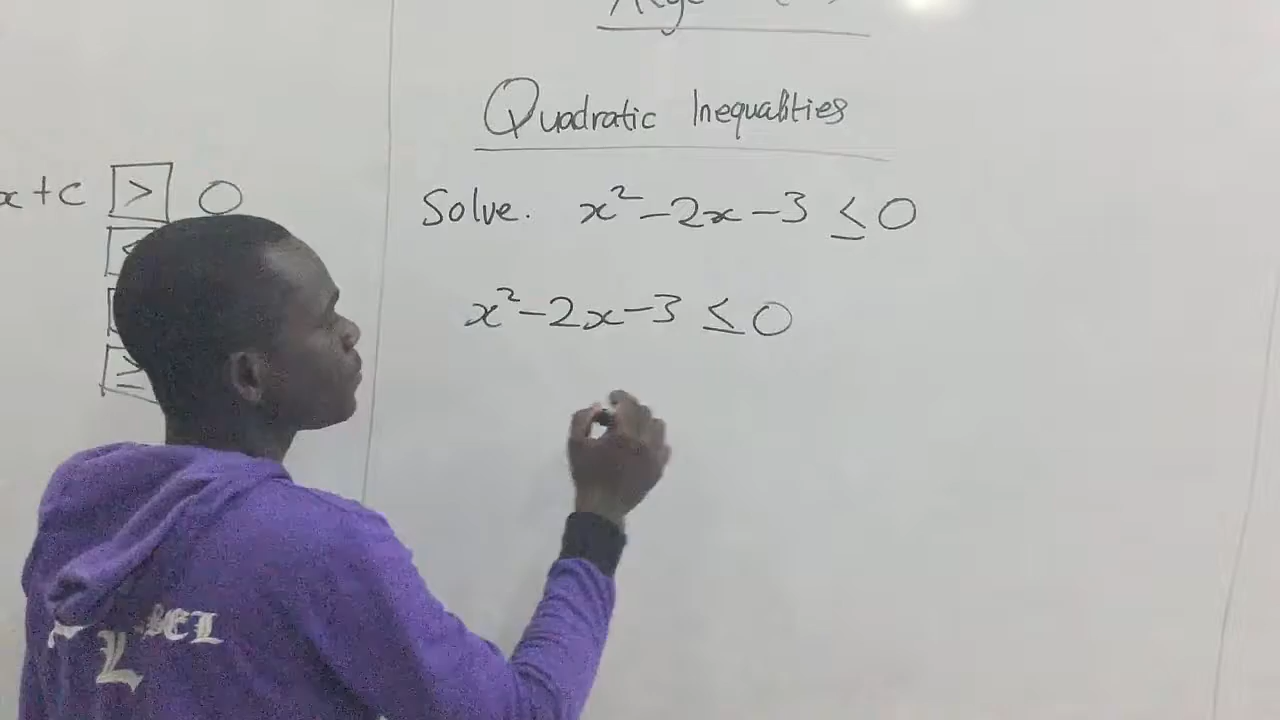 Quadratic Inequalities
x + c > 0
Solve. x² - 2x - 3 ≤ 0
x² - 2x - 3 ≤ 0